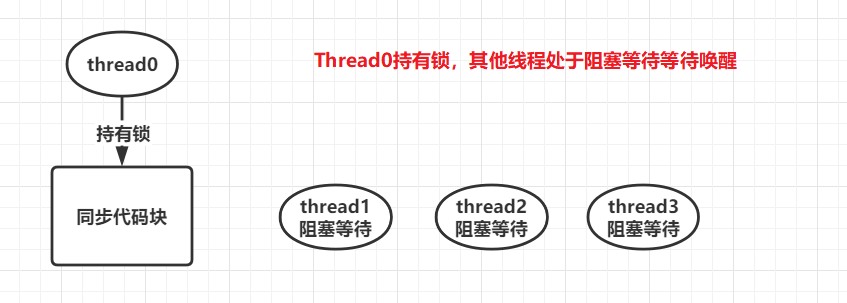 thread0
Thread0持有锁，其他线程处于阻塞等待等待唤醒
持有锁
同步代码块
thread1
阻塞等待
thread2
阻塞等待
thread3
阻塞等待